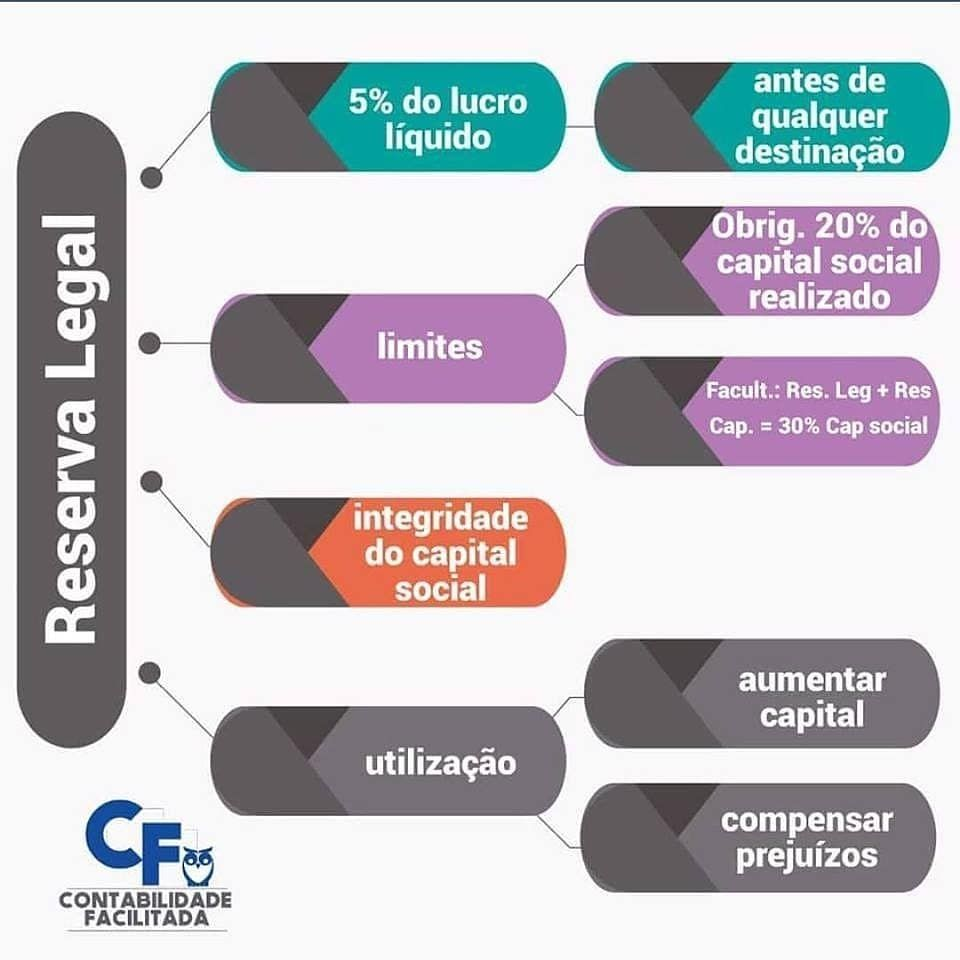 Reserva Legal
5% do lucro
líquido
antes de
qualquer
destinação
limites
Obrig. 20% do
capital social
realizado
Facult.: Res. Leg + Res
Cap. = 30% Cap social
integridade
do capital
social
utilização
aumentar
capital
compensar
prejuízos
CF
CONTABILIDADE
FACILITADA